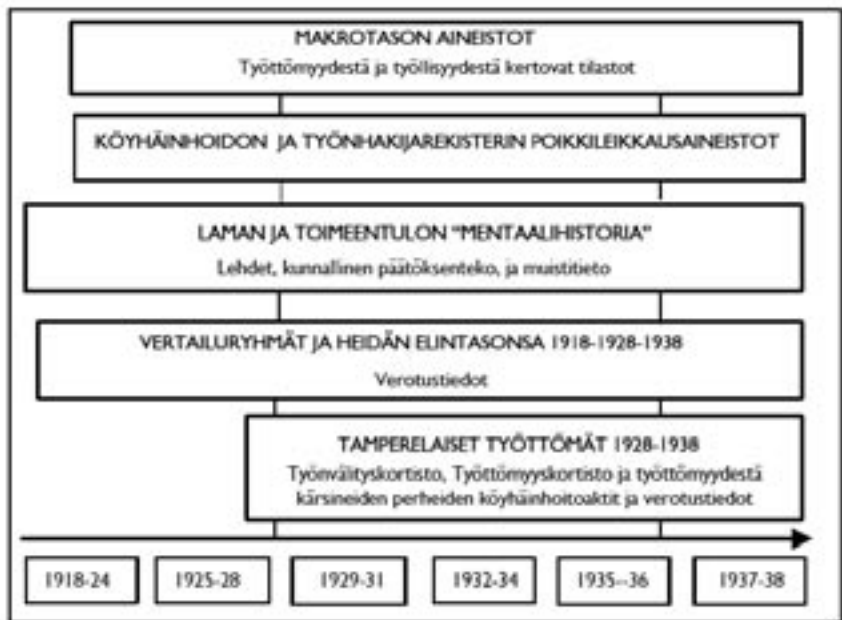 MAKROTASON AINEISTOT
Työttömyydestä ja työllisyydestä kertovat tilastot
KÖYHÄINHOIDON JA TYÖNHAKIJAREKISTERIN POIKKILEIKKAUSAINEISTOT
LAMAN JA TOIMEENTULON "MENTAALIHISTORIA"
Lehdet, kunnallinen päätöksenteko, ja muistitieto
VERTAILURYHMÄT JA HEIDÄN ELINTASONSA 1918-1928-1938
Verotustiedot
TAMPERELAISET TYÖTTÖMÄT 1928-1938
Työnvälityskortisto, Työttömyyskortisto ja työttömyydestä
kärsineiden perheiden köyhäinhoitoaktit ja verotustiedot
1918-24 1925-28 1929-31 1932-34 1935--36 1937-38